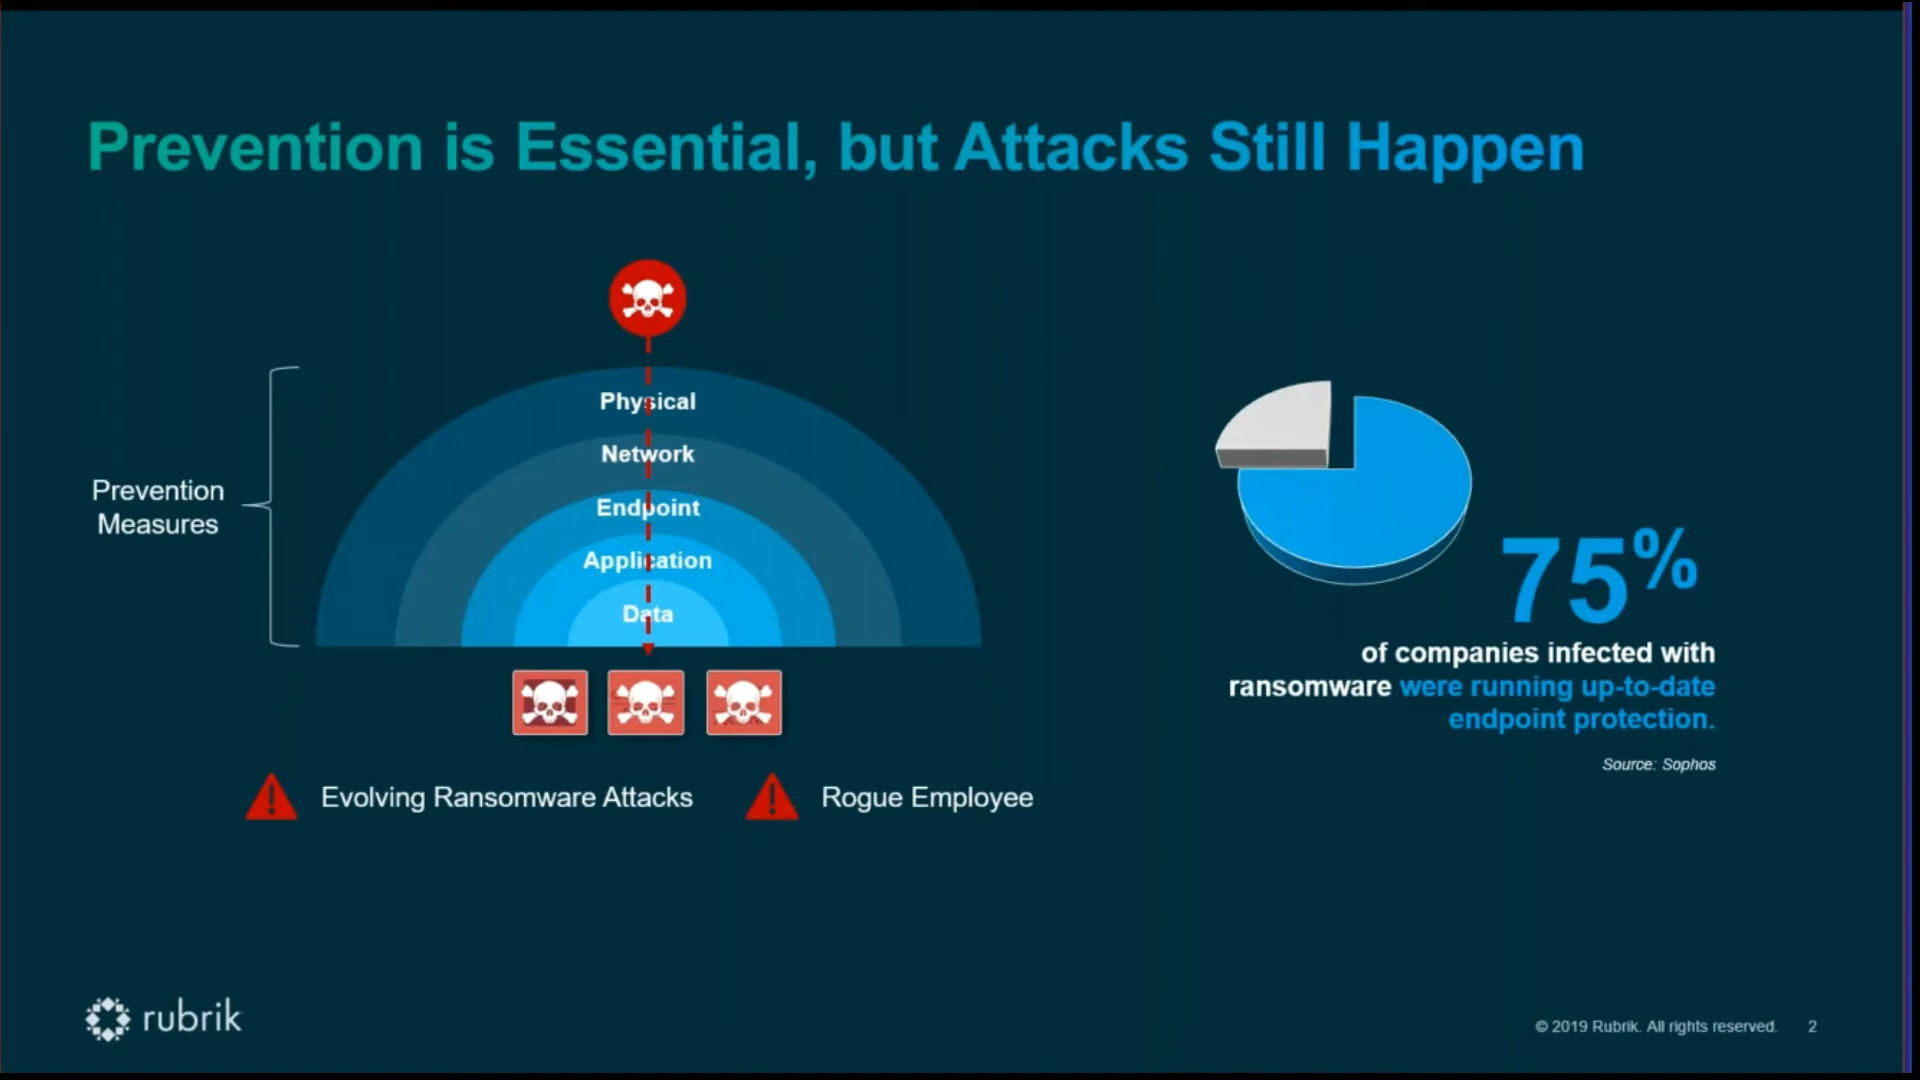 Prevention is Essential, but Attacks Still Happen
Prevention
Measures
Physical
Network
Endpoint
Application
Data
Evolving Ransomware Attacks
Rogue Employee
75%
of companies infected with
ransomware were running up-to-date
endpoint protection.
Source: Sophos
rubrik
© 2019 Rubrik. All rights reserved. 2